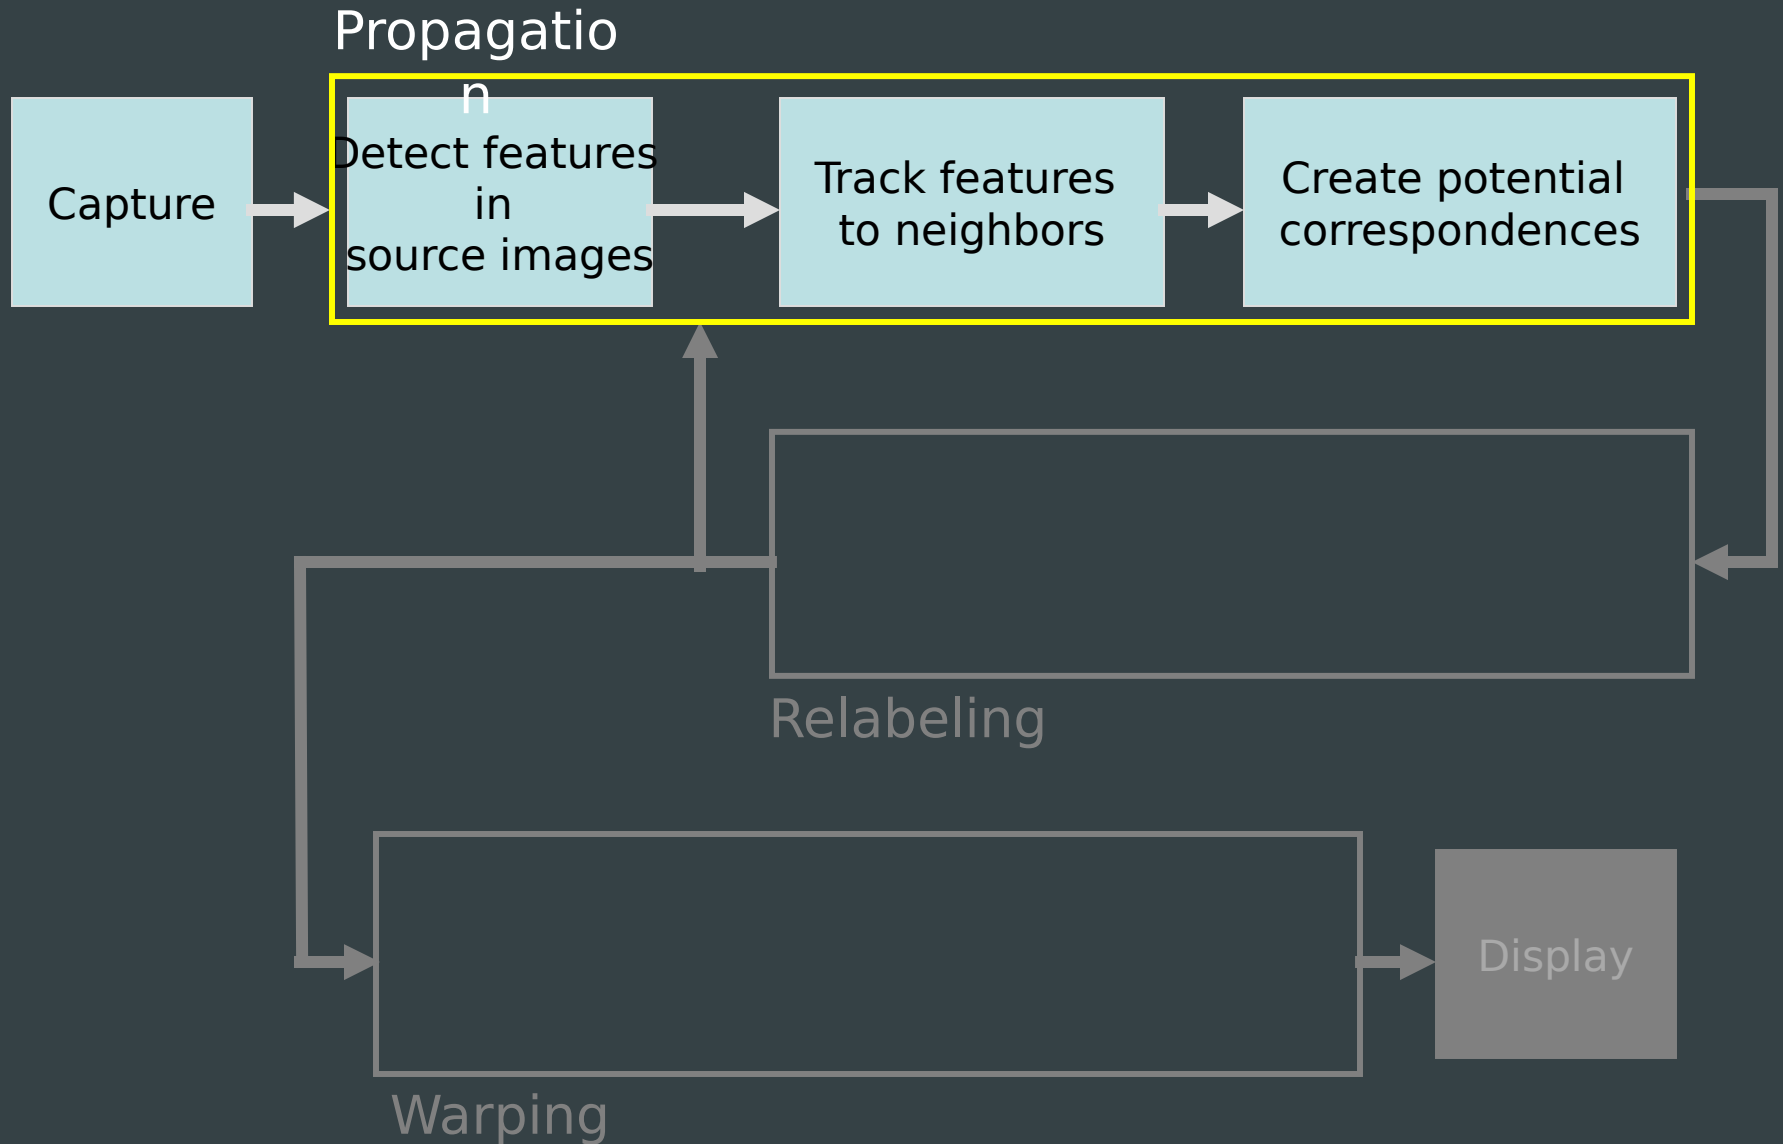 Propagatio
n
Capture
Detect features
in
source images
Track features
to neighbors
Create potential
correspondences
Relabeling
Display
Warping